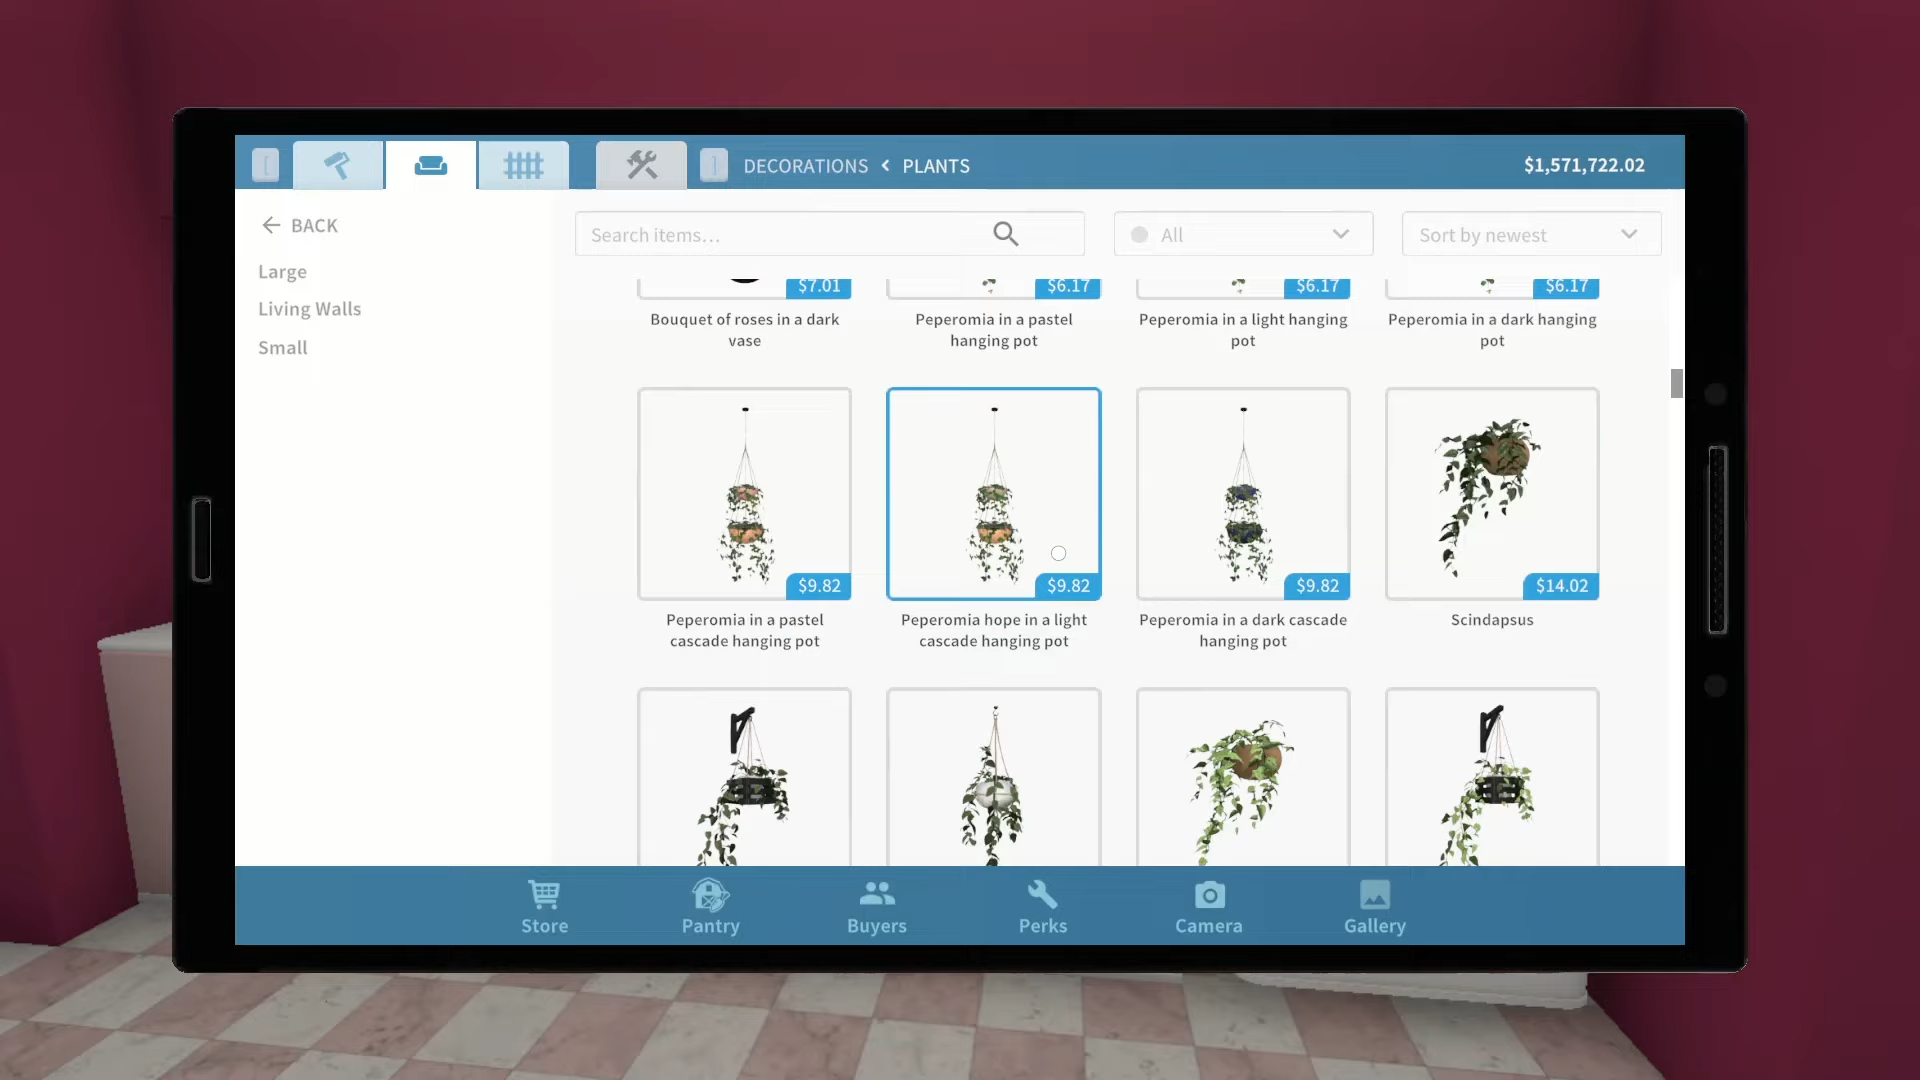 [
]
DECORATIONS < PLANTS
$1,571,722.02
BACK
Search items...
All
Sort by newest
Large
Living Walls
Small
$7.01
$6.17
$6.17
$6.17
Bouquet of roses in a dark
vase
Peperomia in a pastel
hanging pot
Peperomia in a light hanging
pot
Peperomia in a dark hanging
pot
$9.82
$9.82
$9.82
$14.02
Peperomia in a pastel
cascade hanging pot
Peperomia hope in a light
cascade hanging pot
Peperomia in a dark cascade
hanging pot
Scindapsus
Store
Pantry
Buyers
Perks
Camera
Gallery